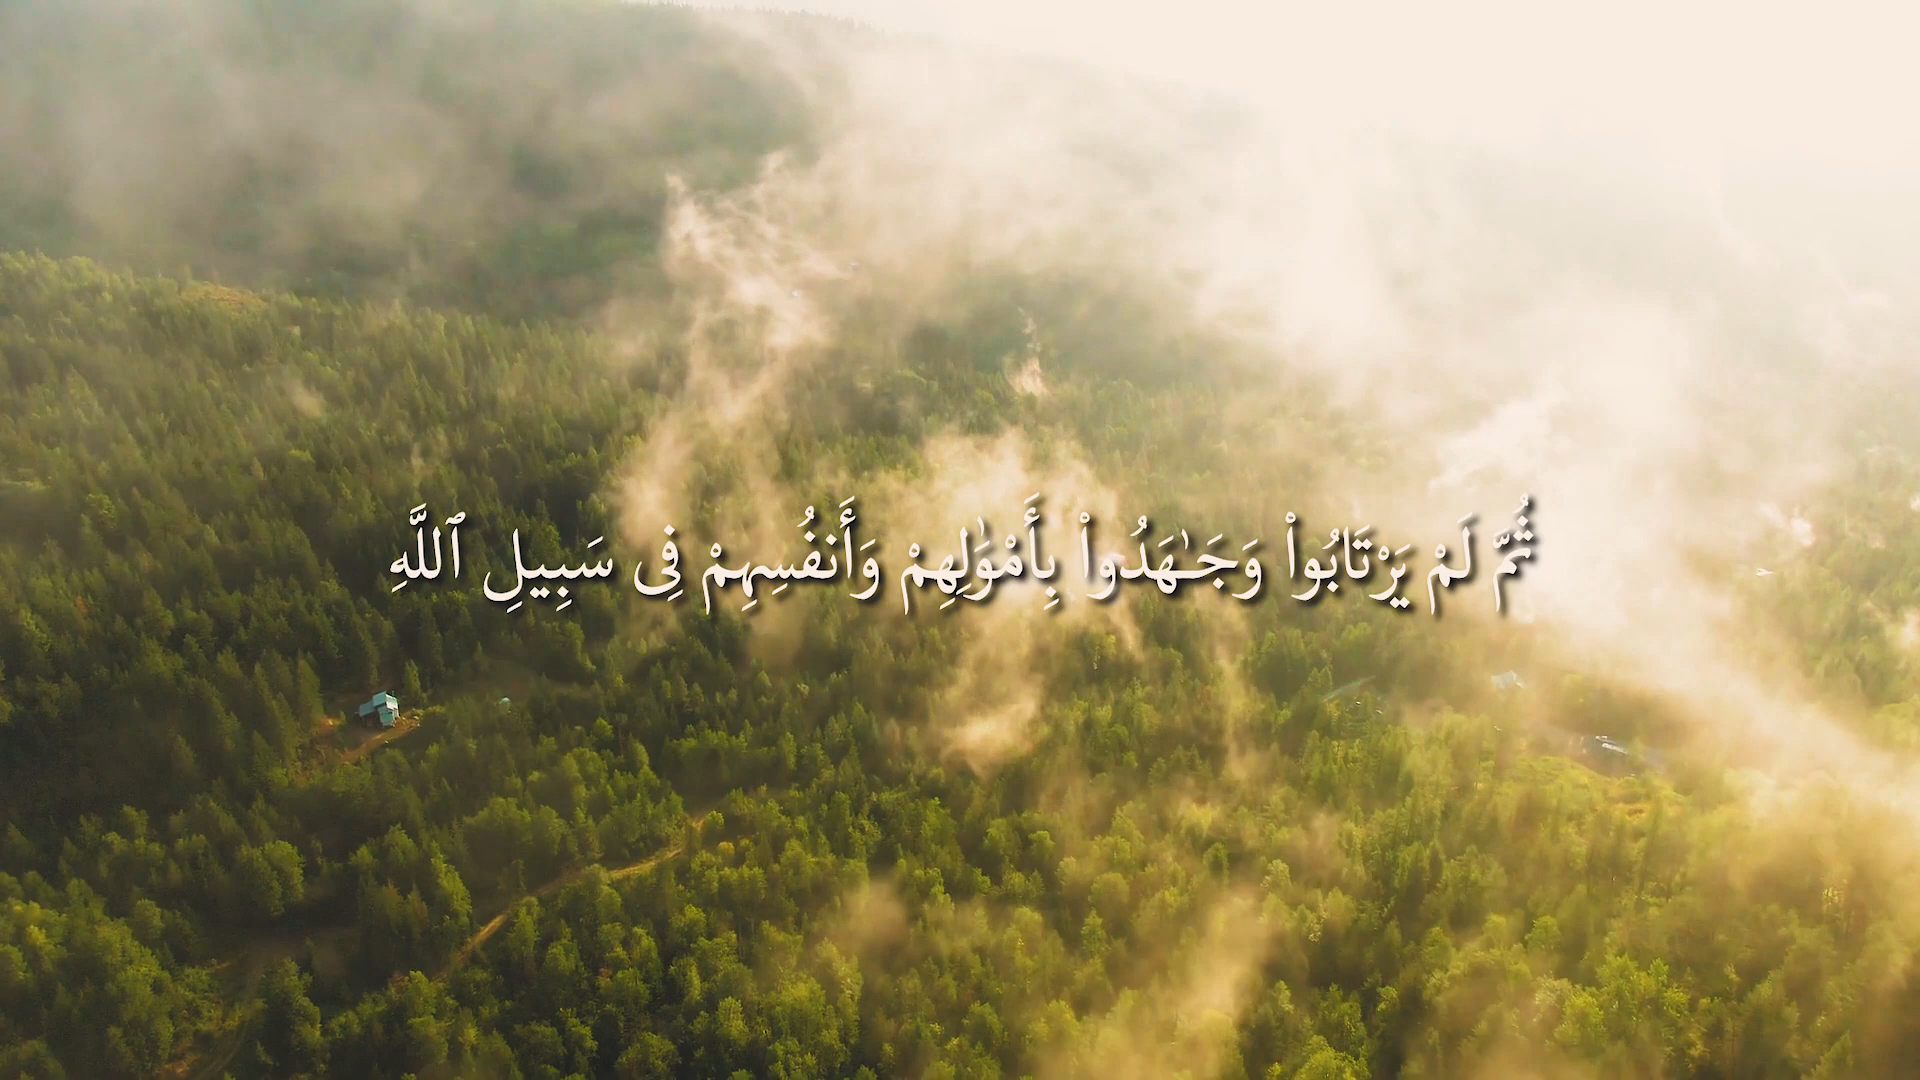 ثُمَّ لَمْ يَرْتَابُوا۟ وَجَـٰهَدُوا۟ بِأَمْوَٰلِهِمْ وَأَنفُسِهِمْ فِى سَبِيلِ ٱللَّهِ